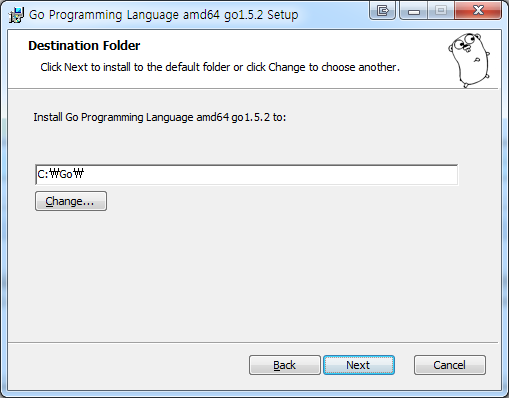 Go Programming Language amd64 go1.5.2 Setup
Destination Folder
Click Next to install to the default folder or click Change to choose another.
Install Go Programming Language amd64 go1.5.2 to:
C:₩Go₩
Change...
Back
Next
Cancel